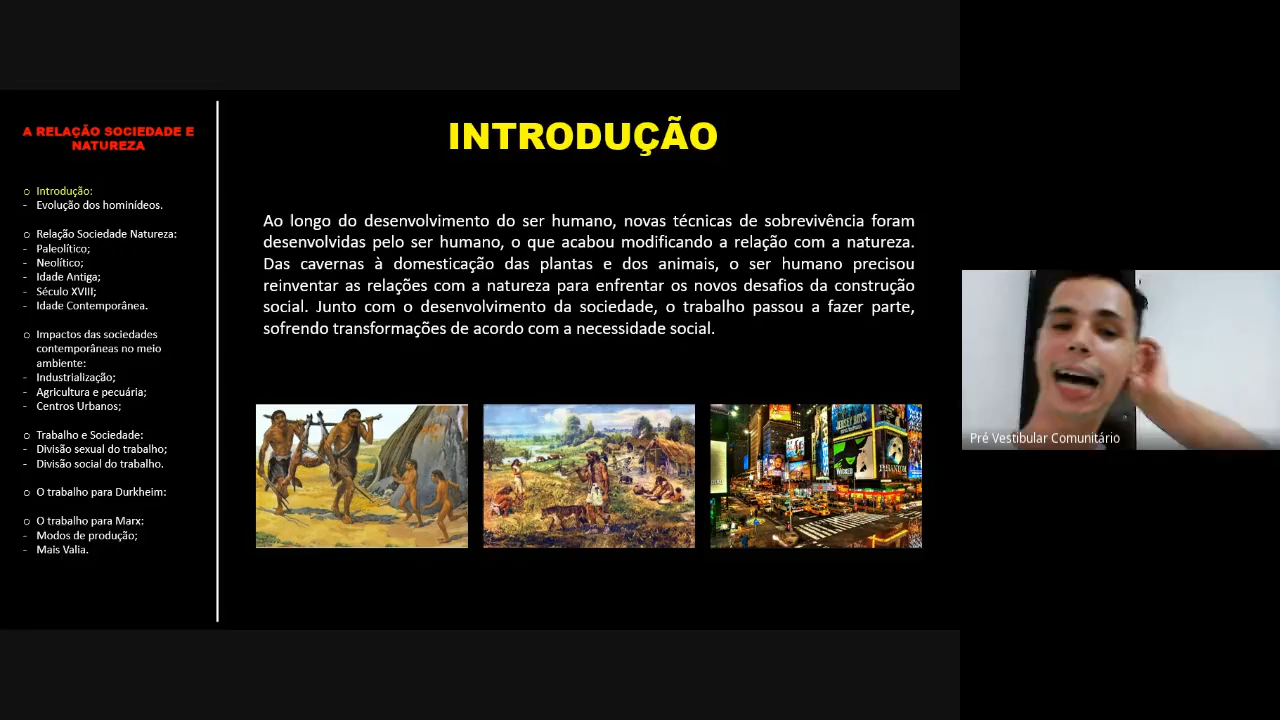 A RELAÇÃO SOCIEDADE E
NATUREZA
o Introdução:
- Evolução dos hominídeos.
o Relação Sociedade Natureza:
- Paleolítico;
- Neolítico;
- Idade Antiga;
- Século XVIII;
- Idade Contemporânea.
o Impactos das sociedades
contemporâneas no meio
ambiente:
- Industrialização;
- Agricultura e pecuária;
- Centros Urbanos;
o Trabalho e Sociedade:
- Divisão sexual do trabalho;
- Divisão social do trabalho.
o O trabalho para Durkheim:
o O trabalho para Marx:
- Modos de produção;
- Mais Valia.
INTRODUÇÃO
Ao longo do desenvolvimento do ser humano, novas técnicas de sobrevivência foram
desenvolvidas pelo ser humano, o que acabou modificando a relação com a natureza.
Das cavernas à domesticação das plantas e dos animais, o ser humano precisou
reinventar as relações com a natureza para enfrentar os novos desafios da construção
social. Junto com o desenvolvimento da sociedade, o trabalho passou a fazer parte,
sofrendo transformações de acordo com a necessidade social.
JERSEY BOYS
WICKED
PHANTOM
Pré Vestibular Comunitário